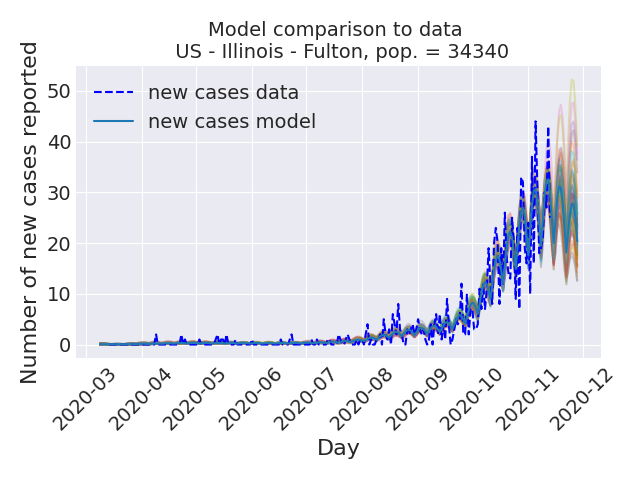 Model comparison to data
US - Illinois - Fulton, pop. = 34340
Number of new cases reported
50
40
30
20
10
0
new cases data
new cases model
2020-03
2020-04
2020-05
2020-06
2020-07
2020-08
2020-09
2020-10
2020-11
2020-12
Day